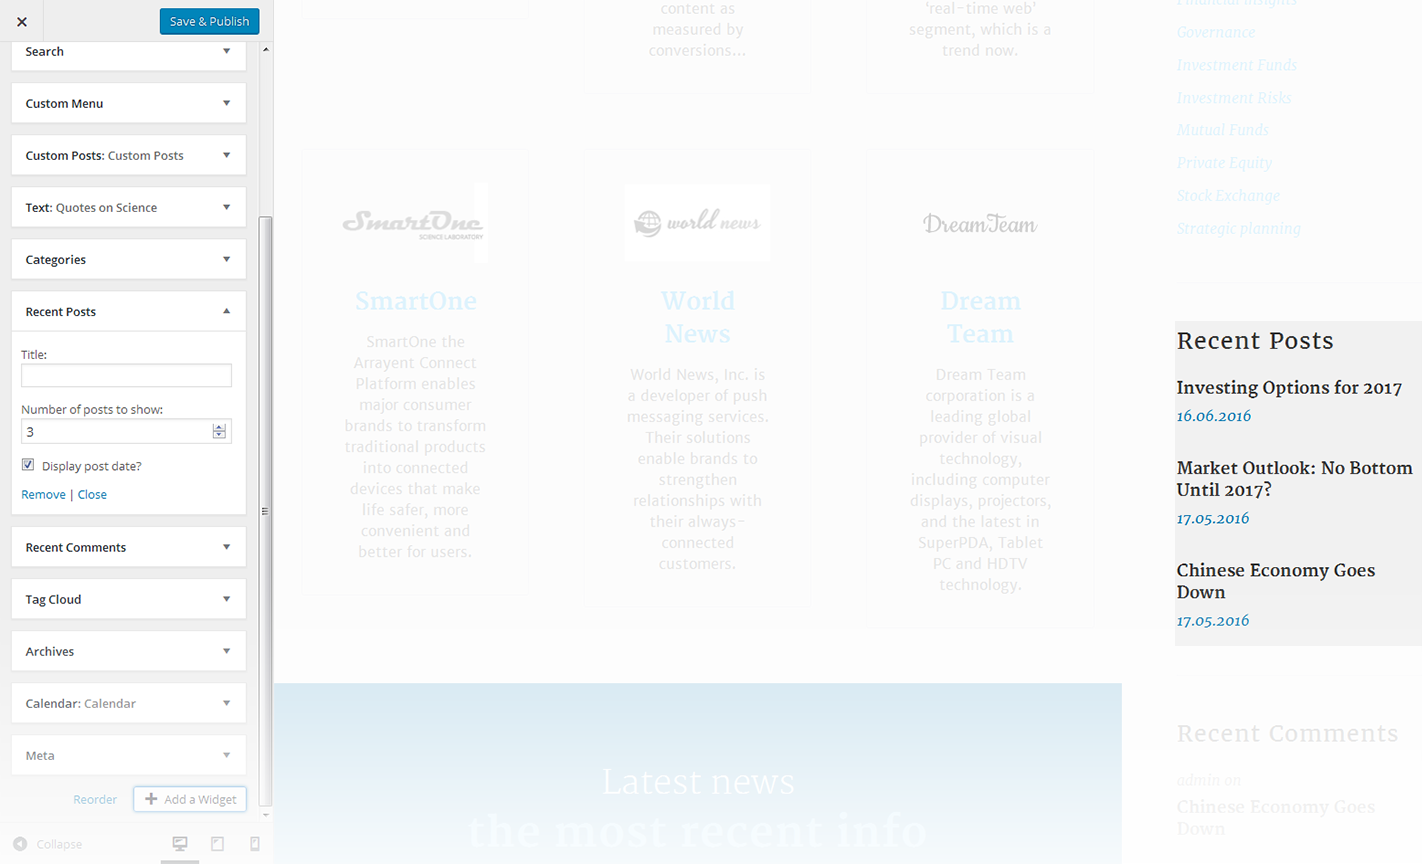 Save & Publish
Search
Custom Menu
Custom Posts: Custom Posts
Text: Quotes on Science
Categories
Recent Posts
Title:
Number of posts to show:
3
Display post date?
Remove | Close
Recent Comments
Tag Cloud
Archives
Calendar: Calendar
Meta
Reorder
Add a Widget
Collapse
content as
measured by
conversions...
'real-time web'
segment, which is a
trend now.
SmartOne
SCIENCE LABORATORY
SmartOne
SmartOne the
Arrayent Connect
Platform enables
major consumer
brands to transform
traditional products
into connected
devices that make
life safer, more
convenient and
better for users.
world news
World
News
World News, Inc. is
a developer of push
messaging services.
Their solutions
enable brands to
strengthen
relationships with
their always-
connected
customers.
DreamTeam
Dream
Team
Dream Team
corporation is a
leading global
provider of visual
technology,
including computer
displays, projectors,
and the latest in
SuperPDA, Tablet
PC and HDTV
technology.
Latest news
the most recent info
Financial Insights
Governance
Investment Funds
Investment Risks
Mutual Funds
Private Equity
Stock Exchange
Strategic planning
Recent Posts
Investing Options for 2017
16.06.2016
Market Outlook: No Bottom
Until 2017?
17.05.2016
Chinese Economy Goes
Down
17.05.2016
Recent Comments
admin on
Chinese Economy Goes
Down